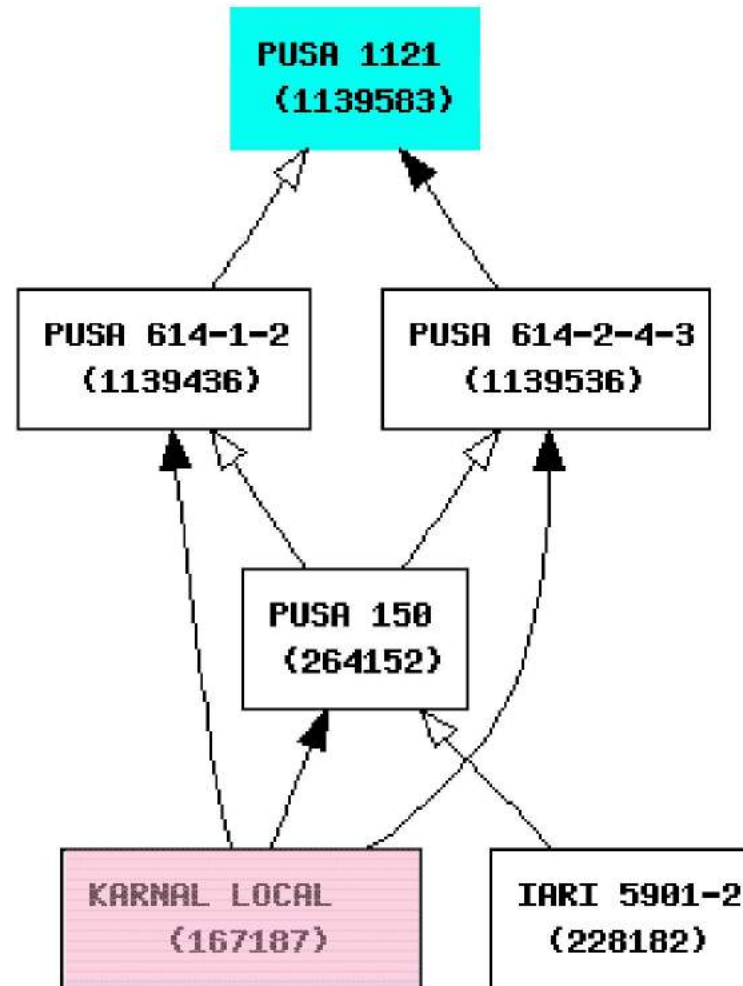 PUSA 1121
(1139583)
PUSA 614-1-2
(1139436)
PUSA 614-2-4-3
(1139536)
PUSA 150
(264152)
KARNAL LOCAL
(167187)
IARI 5901-2
(228182)